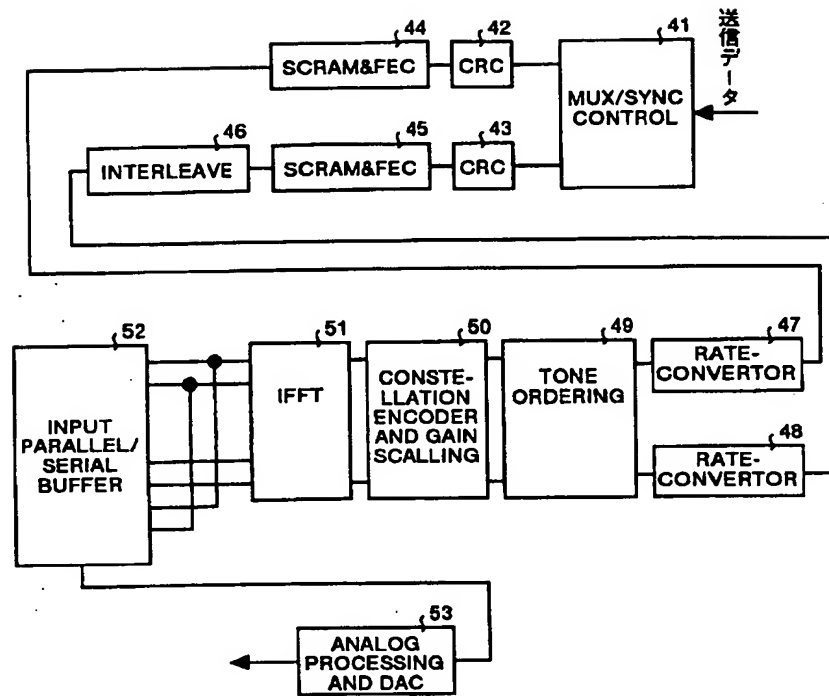 44
42
41
送信データ
SCRAM&FEC
CRC
MUX/SYNC
CONTROL
46
45
43
INTERLEAVE
SCRAM&FEC
CRC
52
51
50
49
47
RATE-
CONVERTOR
INPUT
PARALLEL/
SERIAL
BUFFER
IFFT
CONSTE-
LLATION
ENCODER
AND GAIN
SCALLING
TONE
ORDERING
48
RATE-
CONVERTOR
53
ANALOG
PROCESSING
AND DAC